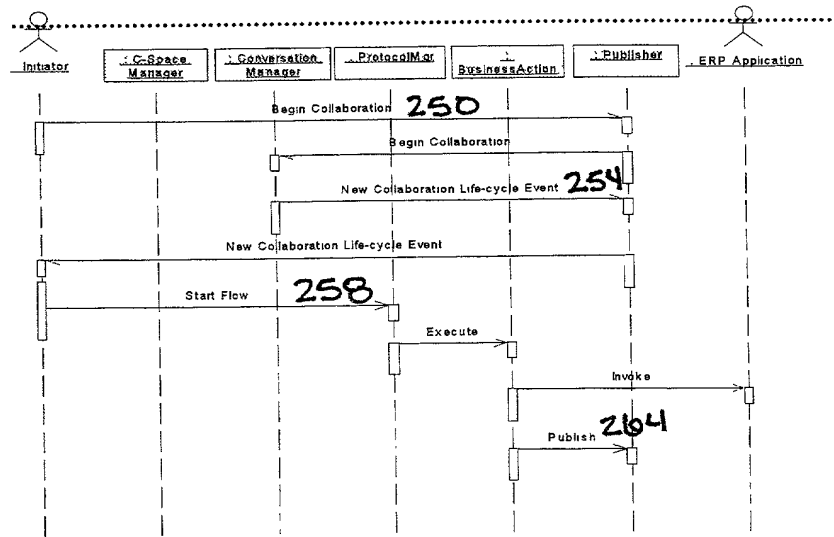 : Initiator
: C-Space
Manager
: Conversation
Manager
: ProtocolMgr
:
BusinessAction
: Publisher
: ERP Application
Begin Collaboration 250
Begin Collaboration
New Collaboration Life-cycle Event 254
New Collaboration Life-cycle Event
Start Flow 258
Execute
Invoke
Publish 264